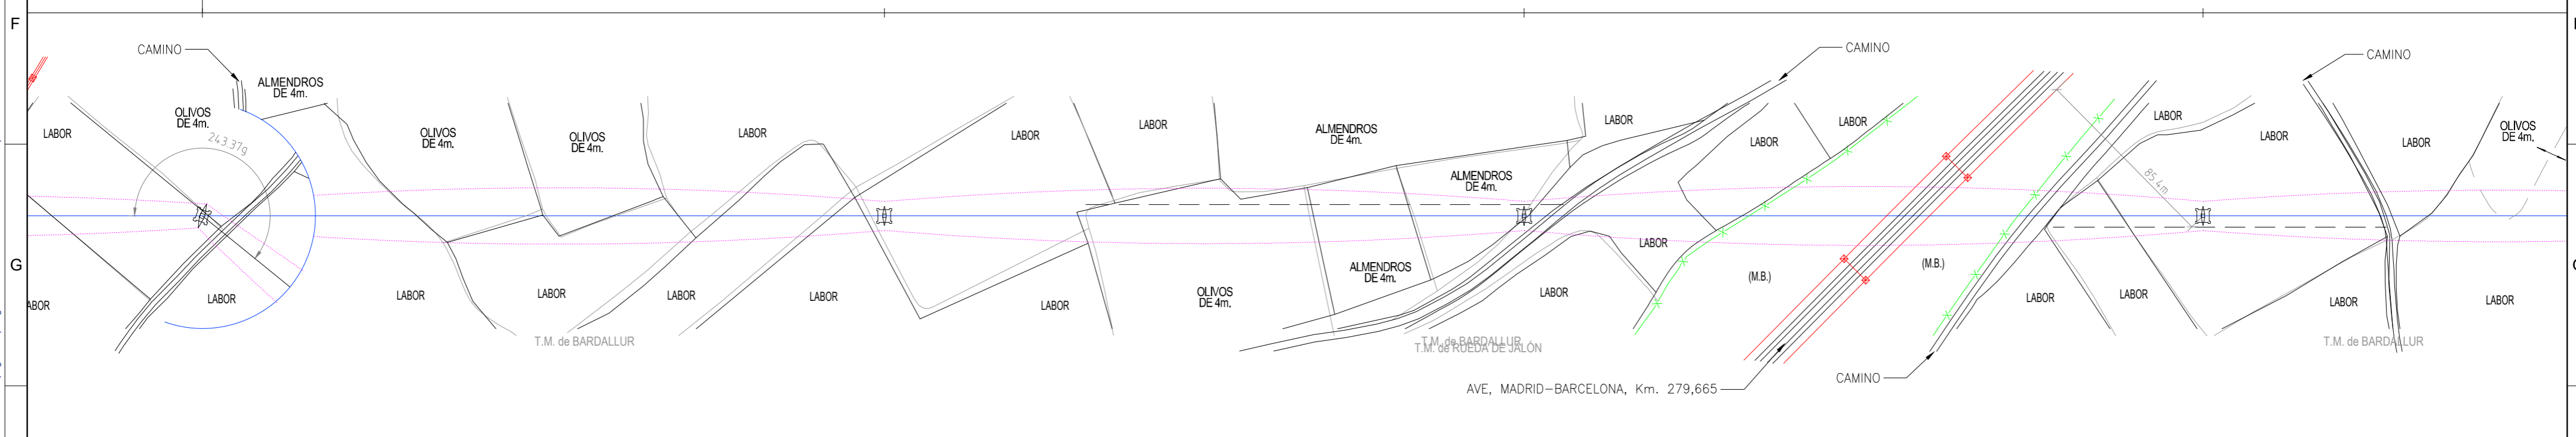 F
CAMINO
CAMINO
CAMINO
ALMENDROS
DE 4m.
OLIVOS
DE 4m.
LABOR
243.37g
OLIVOS
DE 4m.
OLIVOS
DE 4m.
LABOR
LABOR
LABOR
ALMENDROS
DE 4m.
LABOR
LABOR
LABOR
LABOR
LABOR
LABOR
OLIVOS
DE 4m.
ALMENDROS
DE 4m.
85.4m
G
LABOR
ALMENDROS
DE 4m.
(M.B.)
(M.B.)
ABOR
LABOR
LABOR
LABOR
LABOR
LABOR
LABOR
OLIVOS
DE 4m.
LABOR
LABOR
LABOR
LABOR
LABOR
T.M. de BARDALLUR
T.M. de BARDALLUR
T.M. de RUEDA DE JALÓN
T.M. de BARDALLUR
CAMINO
AVE, MADRID-BARCELONA, Km. 279,665